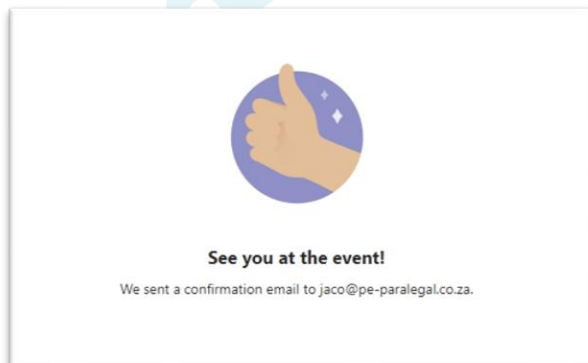 See you at the event!
We sent a confirmation email to jaco@pe-paralegal.co.za.